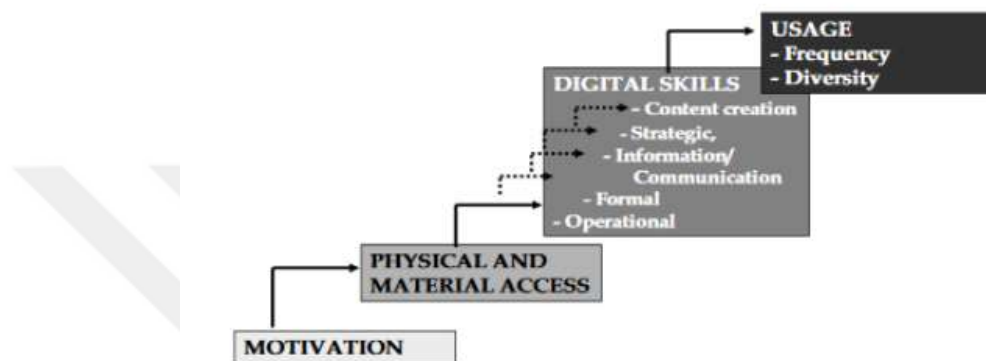 USAGE
- Frequency
- Diversity
DIGITAL SKILLS
- Content creation
- Strategic,
- Information/
Communication
- Formal
- Operational
PHYSICAL AND
MATERIAL ACCESS
MOTIVATION